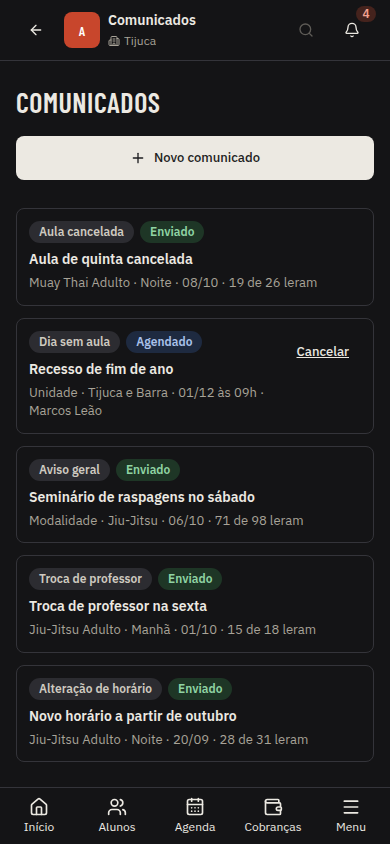 A
Comunicados
Tijuca
4
COMUNICADOS
Novo comunicado
Aula cancelada Enviado
Aula de quinta cancelada
Muay Thai Adulto · Noite · 08/10 · 19 de 26 leram
Dia sem aula Agendado
Cancelar
Recesso de fim de ano
Unidade · Tijuca e Barra · 01/12 às 09h ·
Marcos Leão
Aviso geral Enviado
Seminário de raspagens no sábado
Modalidade · Jiu-Jitsu · 06/10 · 71 de 98 leram
Troca de professor Enviado
Troca de professor na sexta
Jiu-Jitsu Adulto · Manhã · 01/10 · 15 de 18 leram
Alteração de horário Enviado
Novo horário a partir de outubro
Jiu-Jitsu Adulto · Noite · 20/09 · 28 de 31 leram
Início Alunos Agenda Cobranças Menu